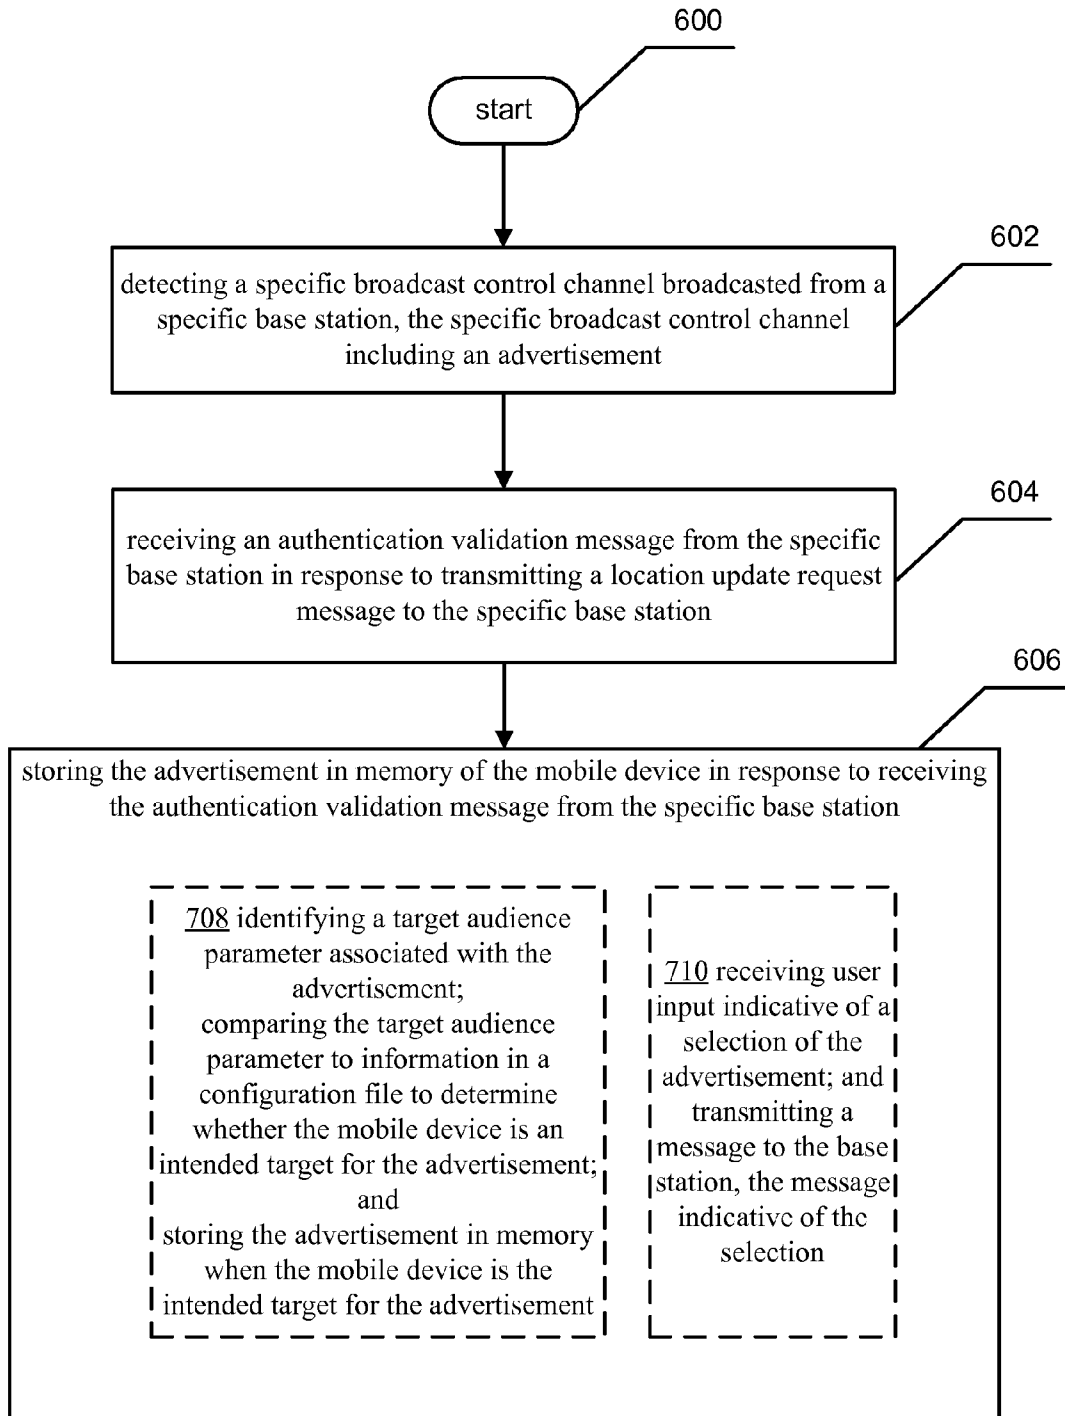 600
start
602
detecting a specific broadcast control channel broadcasted from a
specific base station, the specific broadcast control channel
including an advertisement
604
receiving an authentication validation message from the specific
base station in response to transmitting a location update request
message to the specific base station
606
storing the advertisement in memory of the mobile device in response to receiving
the authentication validation message from the specific base station
708 identifying a target audience
parameter associated with the
advertisement;
comparing the target audience
parameter to information in a
configuration file to determine
whether the mobile device is an
intended target for the advertisement;
and
storing the advertisement in memory
when the mobile device is the
intended target for the advertisement
710 receiving user
input indicative of a
selection of the
advertisement; and
transmitting a
message to the base
station, the message
indicative of the
selection